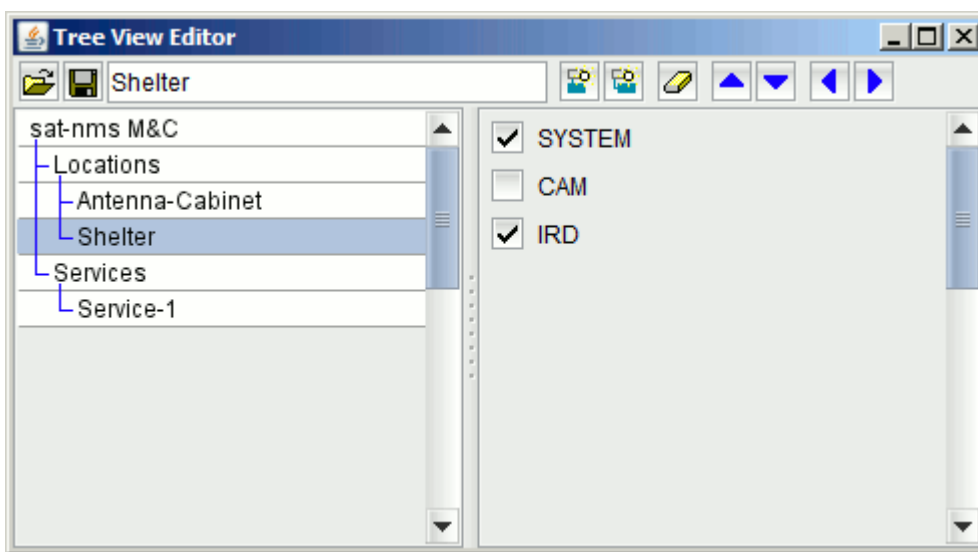 Tree View Editor
Shelter
sat-nms M&C
Locations
Antenna-Cabinet
Shelter
Services
Service-1
SYSTEM
CAM
IRD